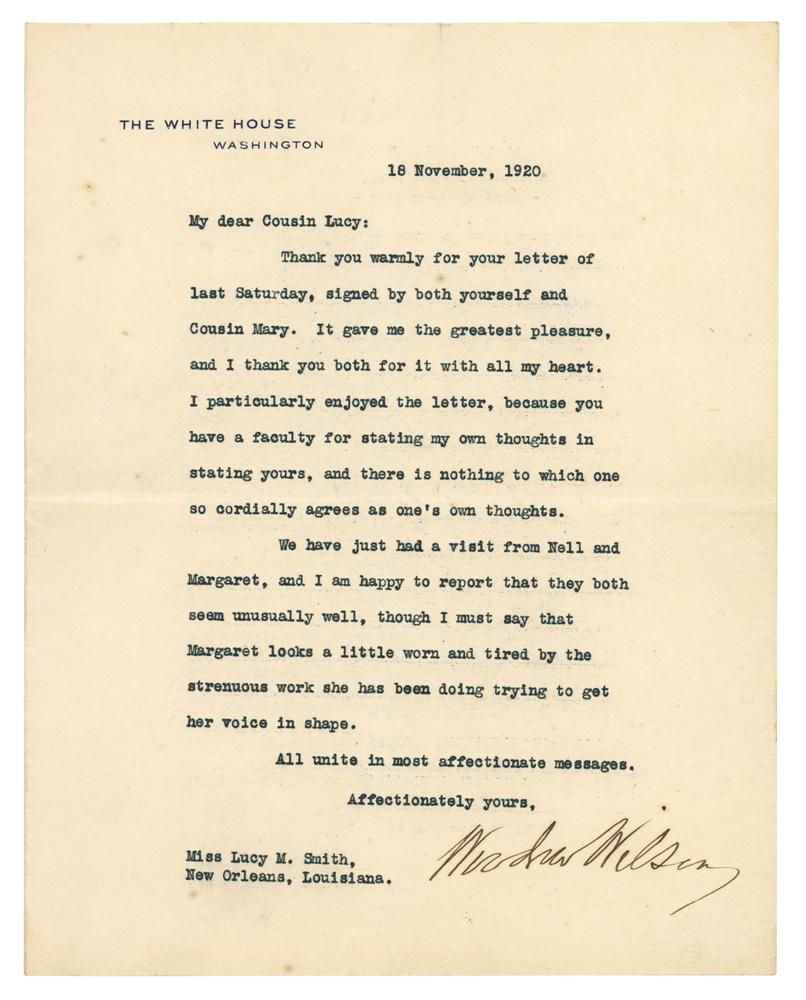 THE WHITE HOUSE
WASHINGTON
18 November, 1920
My dear Cousin Lucy:
Thank you warmly for your letter of
last Saturday, signed by both yourself and
Cousin Mary. It gave me the greatest pleasure,
and I thank you both for it with all my heart.
I particularly enjoyed the letter, because you
have a faculty for stating my own thoughts in
stating yours, and there is nothing to which one
so cordially agrees as one's own thoughts.
We have just had a visit from Nell and
Margaret, and I am happy to report that they both
seem unusually well, though I must say that
Margaret looks a little worn and tired by the
strenuous work she has been doing trying to get
her voice in shape.
All unite in most affectionate messages.
Affectionately yours,
Woodrow Wilson
Miss Lucy M. Smith,
New Orleans, Louisiana.